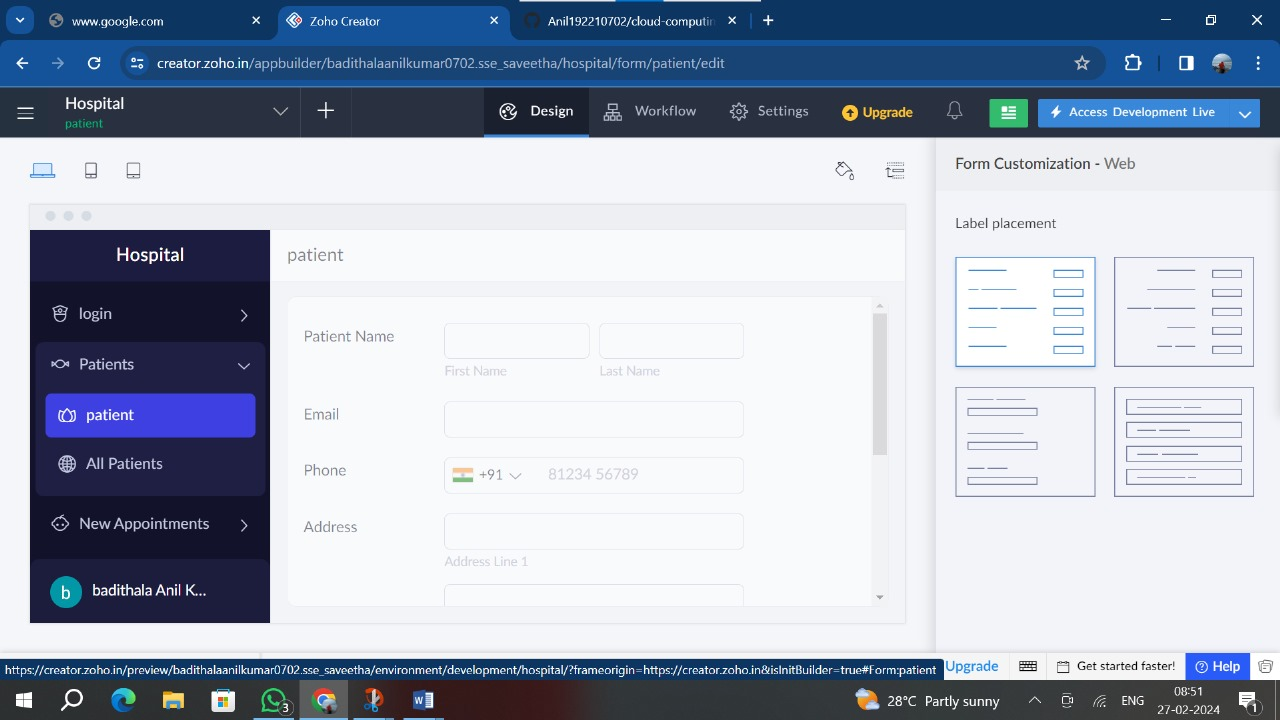 www.google.com
Zoho Creator
Anil192210702/cloud-computin
creator.zoho.in/appbuilder/badithalaanilkumar0702.sse_saveetha/hospital/form/patient/edit
Hospital
patient
Design
Workflow
Settings
Upgrade
Access Development Live
Form Customization - Web
Label placement
Hospital
login
Patients
patient
All Patients
New Appointments
b
badithala Anil K...
patient
Patient Name
First Name
Last Name
Email
Phone
+91
81234 56789
Address
Address Line 1
https://creator.zoho.in/preview/badithalaanilkumar0702.sse_saveetha/environment/development/hospital/?frameorigin=https://creator.zoho.in&isInitBuilder=true#Form:patient
Upgrade
Get started faster!
Help
3
28°C Partly sunny
ENG
08:51
27-02-2024
1